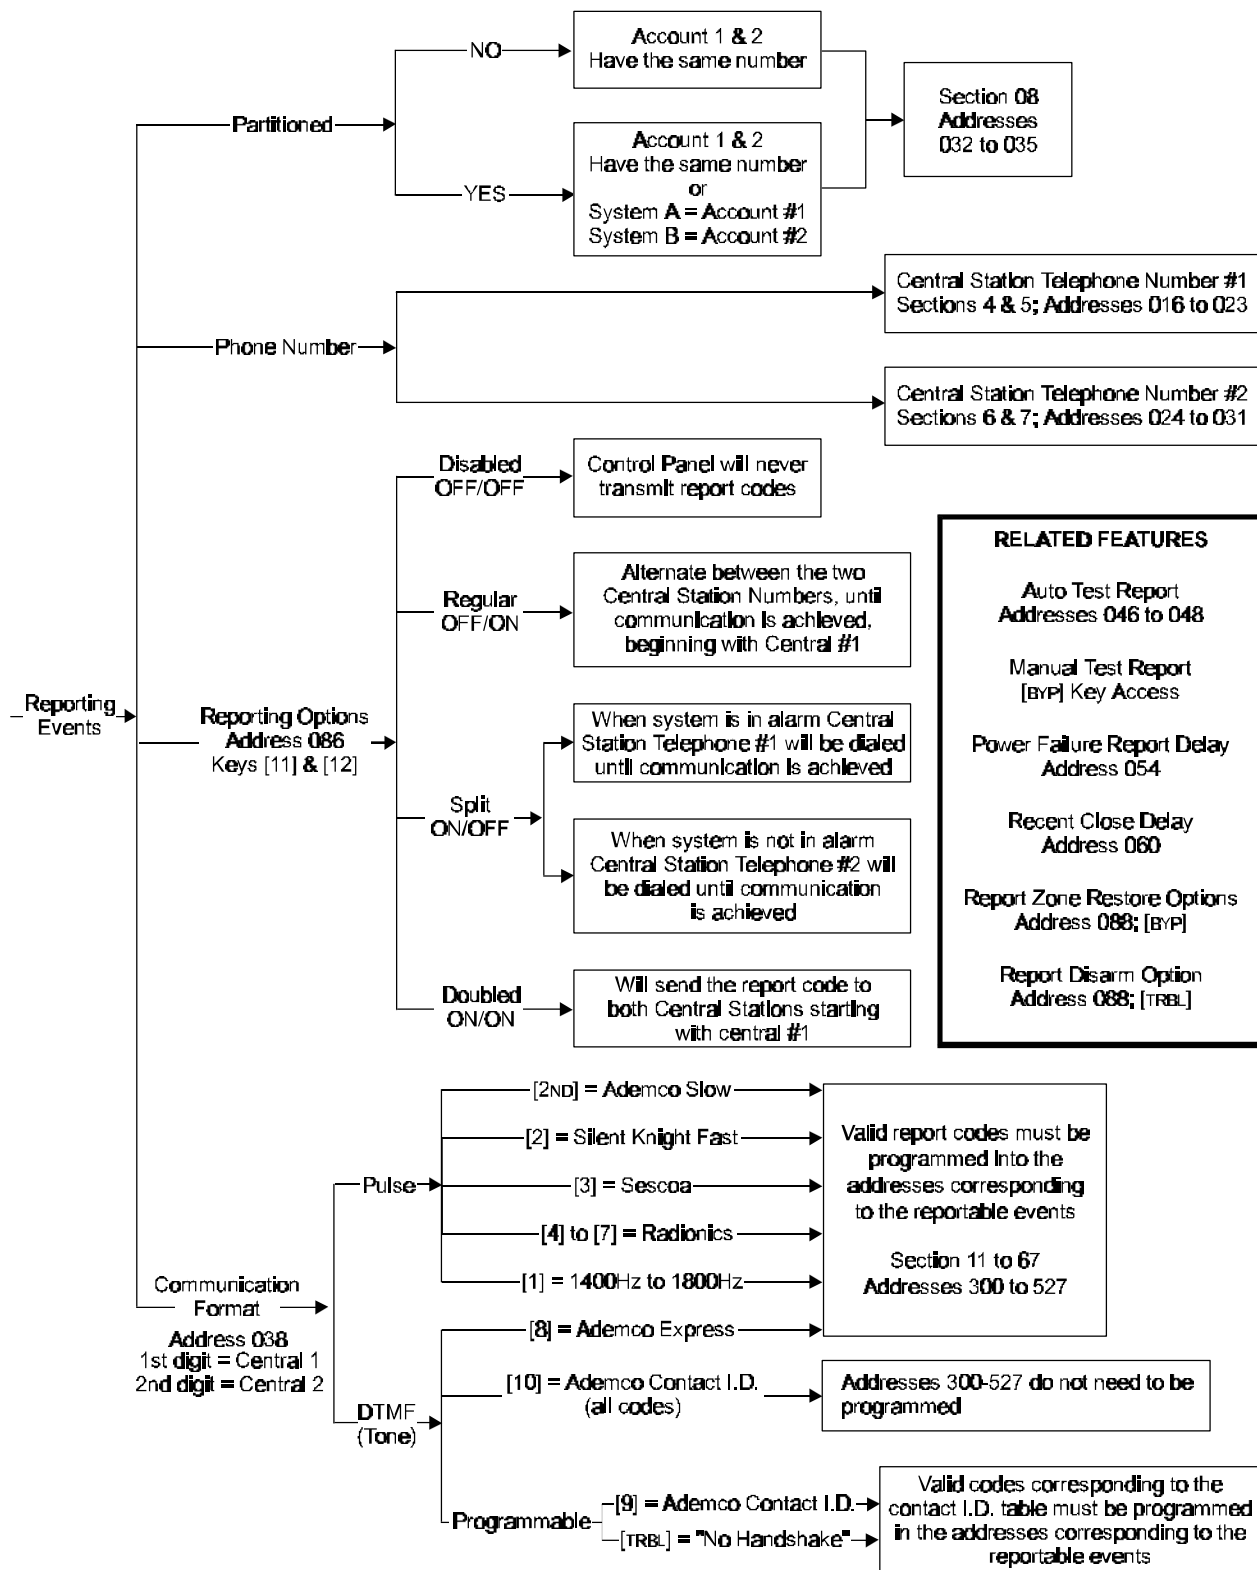 Reporting
Events
Partitioned
NO
Account 1 & 2
Have the same number
YES
Account 1 & 2
Have the same number
or
System A = Account #1
System B = Account #2
Section 08
Addresses
032 to 035
Phone Number
Central Station Telephone Number #1
Sections 4 & 5; Addresses 016 to 023
Central Station Telephone Number #2
Sections 6 & 7; Addresses 024 to 031
Reporting Options
Address 086
Keys [11] & [12]
Disabled
OFF/OFF
Control Panel will never
transmit report codes
Regular
OFF/ON
Alternate between the two
Central Station Numbers, until
communication is achieved,
beginning with Central #1
Split
ON/OFF
When system is in alarm Central
Station Telephone #1 will be dialed
until communication is achieved
When system is not in alarm
Central Station Telephone #2 will
be dialed until communication
is achieved
Doubled
ON/ON
Will send the report code to
both Central Stations starting
with central #1
RELATED FEATURES
Auto Test Report
Addresses 046 to 048
Manual Test Report
[BYP] Key Access
Power Failure Report Delay
Address 054
Recent Close Delay
Address 060
Report Zone Restore Options
Address 088; [BYP]
Report Disarm Option
Address 088; [TRBL]
Communication
Format
Address 038
1st digit = Central 1
2nd digit = Central 2
Pulse
[2ND] = Ademco Slow
[2] = Silent Knight Fast
[3] = Sescoa
[4] to [7] = Radionics
[1] = 1400Hz to 1800Hz
Valid report codes must be
programmed into the
addresses corresponding
to the reportable events
Section 11 to 67
Addresses 300 to 527
DTMF
(Tone)
[8] = Ademco Express
[10] = Ademco Contact I.D.
(all codes)
Addresses 300-527 do not need to be
programmed
Programmable
[9] = Ademco Contact I.D.
[TRBL] = "No Handshake"
Valid codes corresponding to the
contact I.D. table must be programmed
in the addresses corresponding to the
reportable events